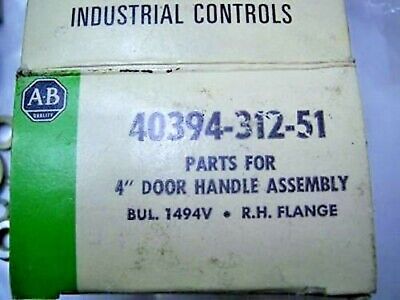 INDUSTRIAL CONTROLS
A-B
QUALITY
40394-312-51
PARTS FOR
4" DOOR HANDLE ASSEMBLY
BUL. 1494V • R.H. FLANGE